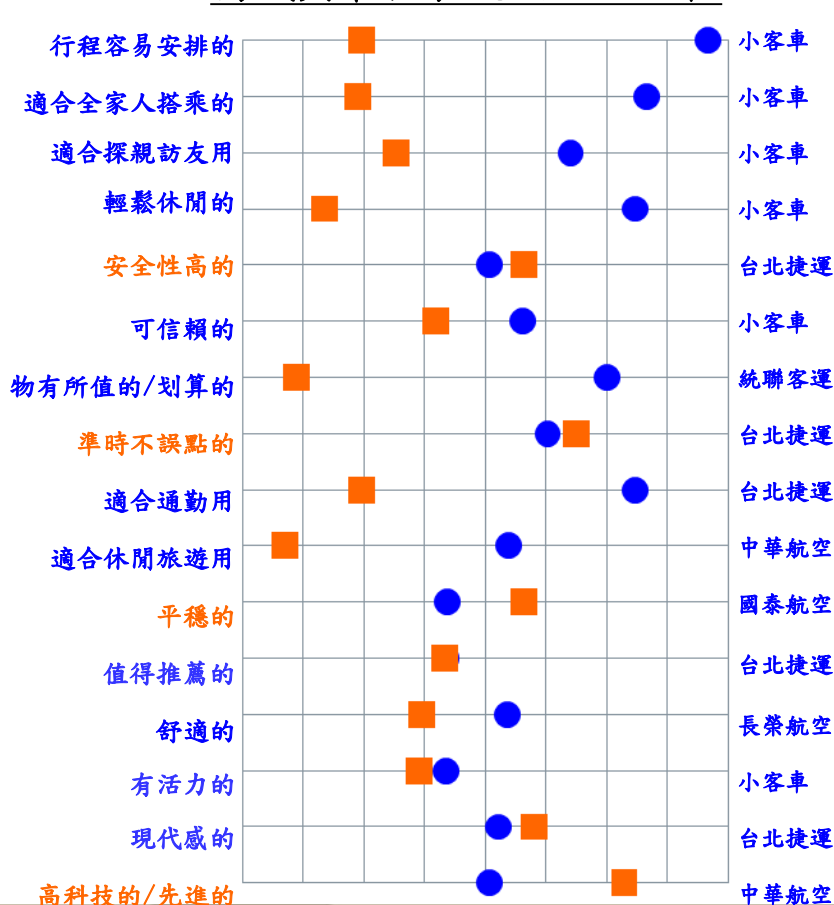 行程容易安排的 小客車
適合全家人搭乘的 小客車
適合探親訪友用 小客車
輕鬆休閒的 小客車
安全性高的 台北捷運
可信賴的 小客車
物有所值的/划算的 統聯客運
準時不誤點的 台北捷運
適合通勤用 台北捷運
適合休閒旅遊用 中華航空
平穩的 國泰航空
值得推薦的 台北捷運
舒適的 長榮航空
有活力的 小客車
現代感的 台北捷運
高科技的/先進的 中華航空